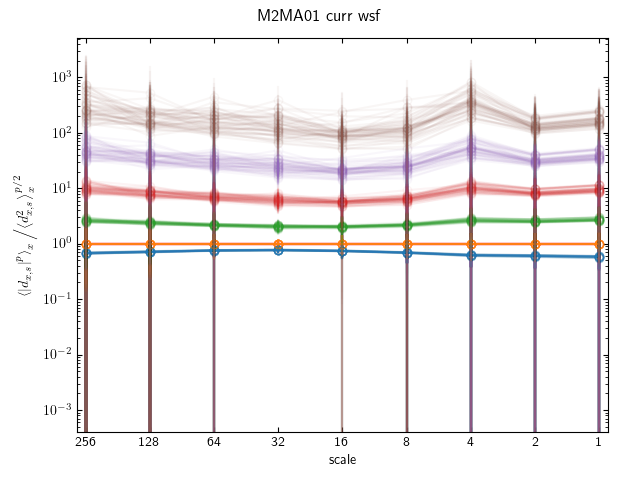 M2MA01 curr wsf
10³
10²
10¹
10⁰
10⁻¹
10⁻²
10⁻³
⟨|d_{x,s}|^p⟩_x / ⟨d²_{x,s}⟩_x^{p/2}
256 128 64 32 16 8 4 2 1
scale